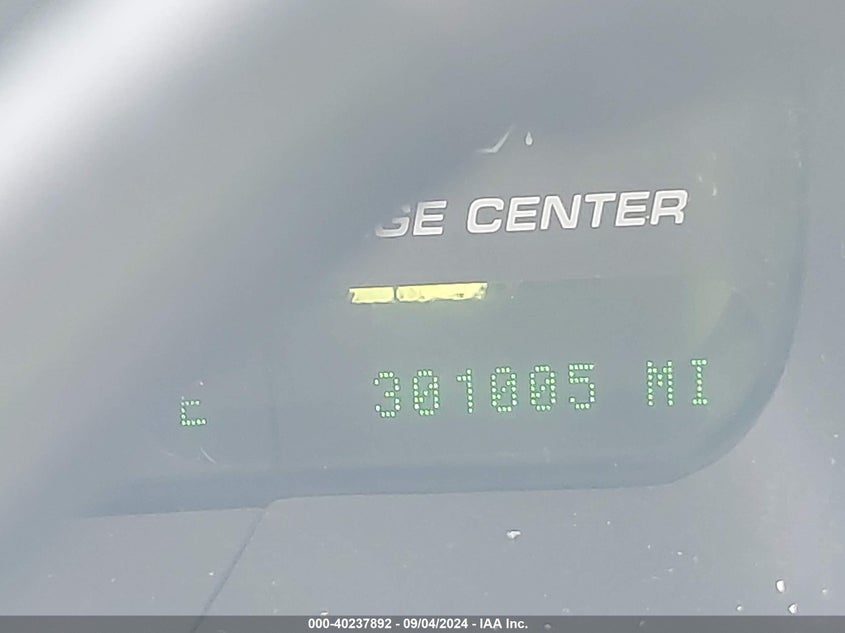 GE CENTER
301005 MI
000-40237892 - 09/04/2024 - IAA Inc.